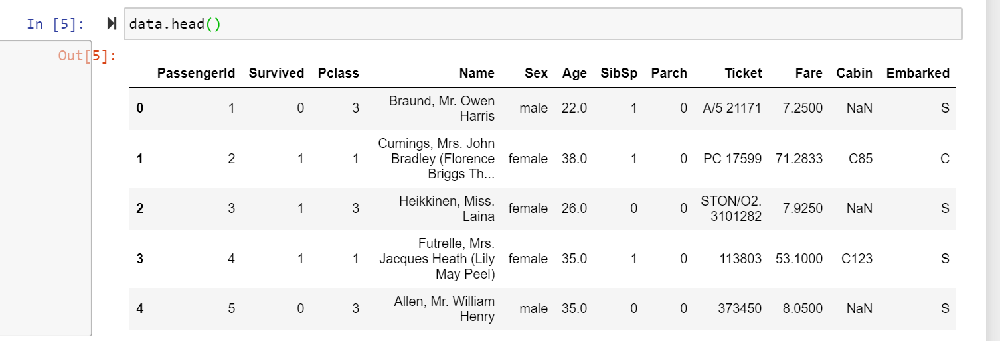 In [5]: data.head()
Out[5]:
PassengerId Survived Pclass Name Sex Age SibSp Parch Ticket Fare Cabin Embarked
0 1 0 3 Braund, Mr. Owen Harris male 22.0 1 0 A/5 21171 7.2500 NaN S
1 2 1 1 Cumings, Mrs. John Bradley (Florence Briggs Th... female 38.0 1 0 PC 17599 71.2833 C85 C
2 3 1 3 Heikkinen, Miss. Laina female 26.0 0 0 STON/O2. 3101282 7.9250 NaN S
3 4 1 1 Futrelle, Mrs. Jacques Heath (Lily May Peel) female 35.0 1 0 113803 53.1000 C123 S
4 5 0 3 Allen, Mr. William Henry male 35.0 0 0 373450 8.0500 NaN S